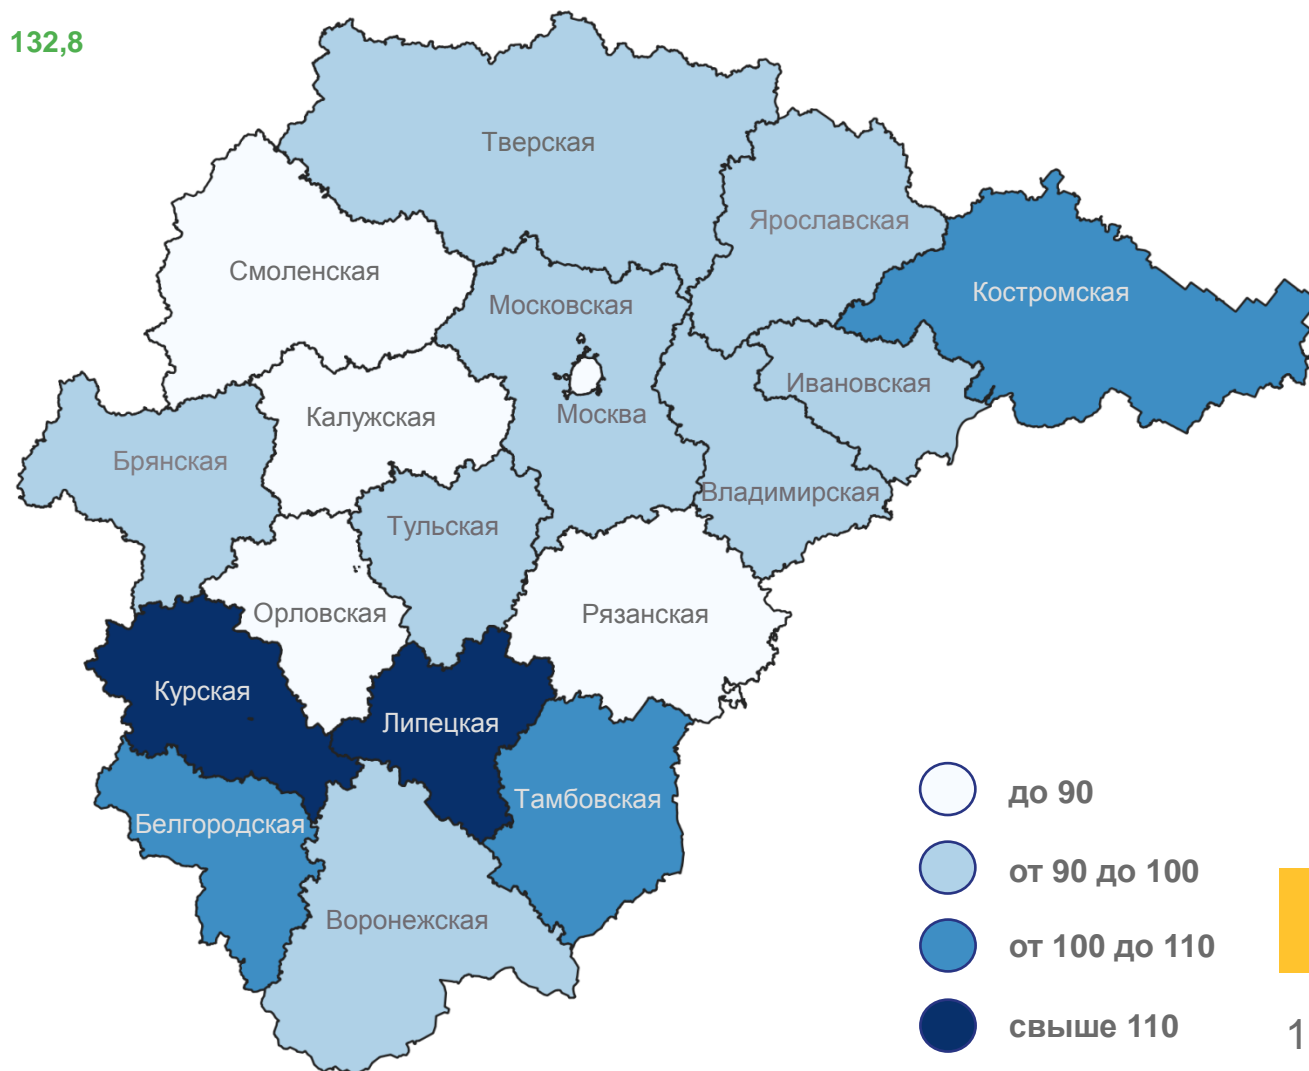 132,8
Тверская
Ярославская
Смоленская
Костромская
Московская
Ивановская
Калужская
Москва
Брянская
Владимирская
Тульская
Орловская
Рязанская
Курская
Липецкая
Тамбовская
Белгородская
Воронежская
до 90
от 90 до 100
от 100 до 110
свыше 110
1